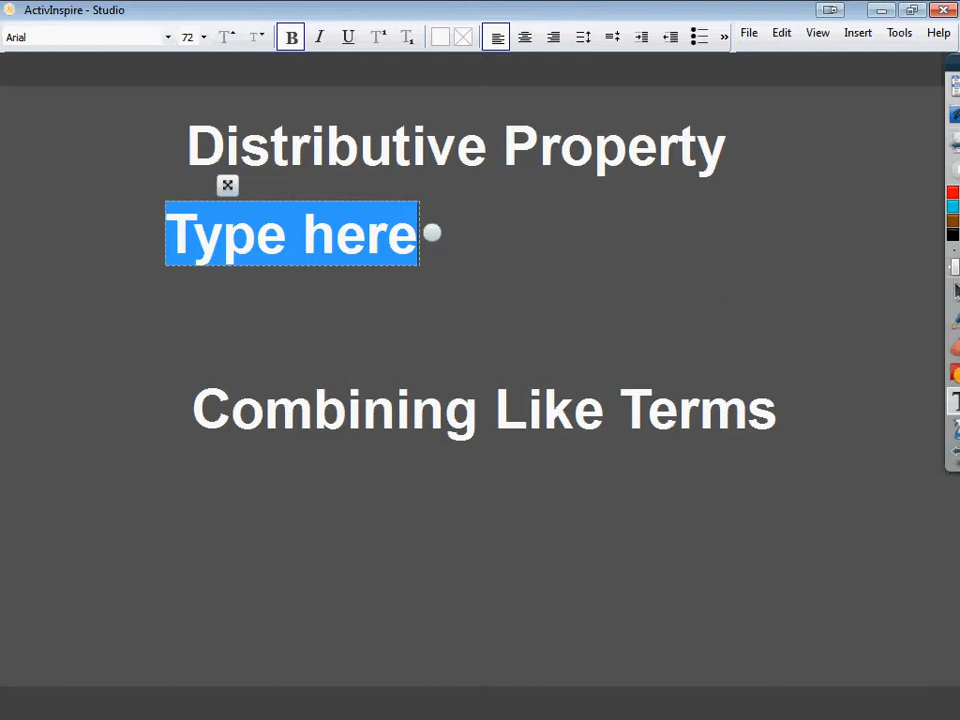 ActivInspire - Studio
Arial 72 B I U File Edit View Insert Tools Help
Distributive Property
Type here
Combining Like Terms